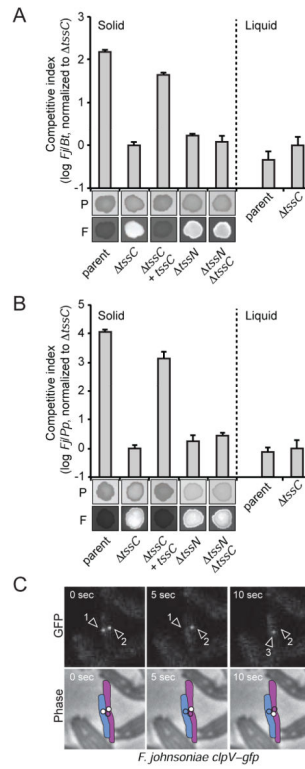 A
Solid
Liquid
Competitive index
(log Fj/Bt, normalized to ΔtssC)
3
2
1
0
-1
P
F
parent
ΔtssC
ΔtssC
+ tssC
ΔtssN
ΔtssN
ΔtssC
parent
ΔtssC
B
Solid
Liquid
Competitive index
(log Fj/Pp, normalized to ΔtssC)
5
4
3
2
1
0
-1
P
F
parent
ΔtssC
ΔtssC
+ tssC
ΔtssN
ΔtssN
ΔtssC
parent
ΔtssC
C
GFP
0 sec
1
2
5 sec
1
2
10 sec
3
2
Phase
0 sec
5 sec
10 sec
F. johnsoniae clpV–gfp